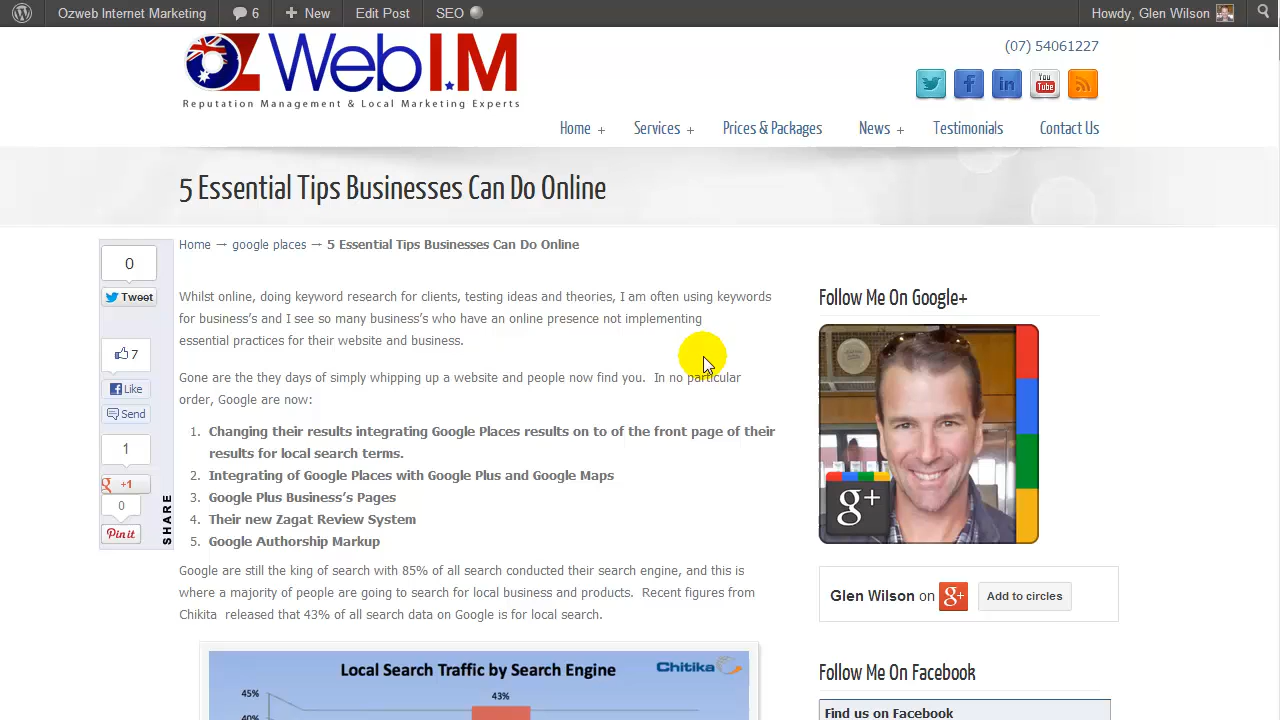 Ozweb Internet Marketing 6 New Edit Post SEO Howdy, Glen Wilson
OZ Web I.M
Reputation Management & Local Marketing Experts
(07) 54061227
You Tube
Home + Services + Prices & Packages News + Testimonials Contact Us
5 Essential Tips Businesses Can Do Online
Home → google places → 5 Essential Tips Businesses Can Do Online
0
Tweet
7
Like
Send
1
g +1
0
Pin it
SHARE
Whilst online, doing keyword research for clients, testing ideas and theories, I am often using keywords
for business's and I see so many business's who have an online presence not implementing
essential practices for their website and business.
Gone are the they days of simply whipping up a website and people now find you. In no particular
order, Google are now:
1. Changing their results integrating Google Places results on to of the front page of their
results for local search terms.
2. Integrating of Google Places with Google Plus and Google Maps
3. Google Plus Business's Pages
4. Their new Zagat Review System
5. Google Authorship Markup
Google are still the king of search with 85% of all search conducted their search engine, and this is
where a majority of people are going to search for local business and products. Recent figures from
Chikita released that 43% of all search data on Google is for local search.
Local Search Traffic by Search Engine
Chitika
45%
43%
40%
Follow Me On Google+
g+
Glen Wilson on g+ Add to circles
Follow Me On Facebook
Find us on Facebook